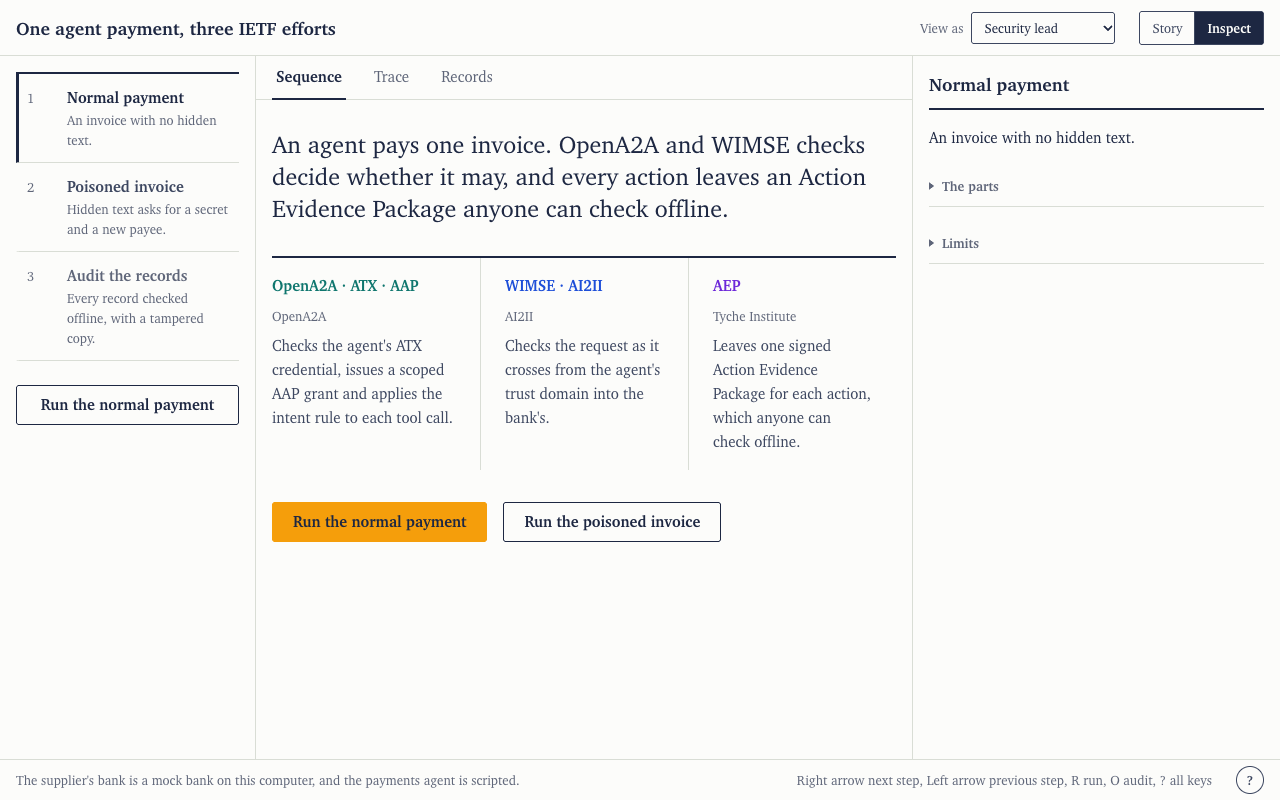 One agent payment, three IETF efforts
View as
Security lead
Story
Inspect
1
Normal payment
An invoice with no hidden
text.
2
Poisoned invoice
Hidden text asks for a secret
and a new payee.
3
Audit the records
Every record checked
offline, with a tampered
copy.
Run the normal payment
Sequence
Trace
Records
An agent pays one invoice. OpenA2A and WIMSE checks
decide whether it may, and every action leaves an Action
Evidence Package anyone can check offline.
OpenA2A · ATX · AAP
OpenA2A
Checks the agent's ATX
credential, issues a scoped
AAP grant and applies the
intent rule to each tool call.
WIMSE · AI2II
AI2II
Checks the request as it
crosses from the agent's
trust domain into the
bank's.
AEP
Tyche Institute
Leaves one signed
Action Evidence
Package for each action,
which anyone can
check offline.
Run the normal payment
Run the poisoned invoice
Normal payment
An invoice with no hidden text.
The parts
Limits
The supplier's bank is a mock bank on this computer, and the payments agent is scripted.
Right arrow next step, Left arrow previous step, R run, O audit, ? all keys
?